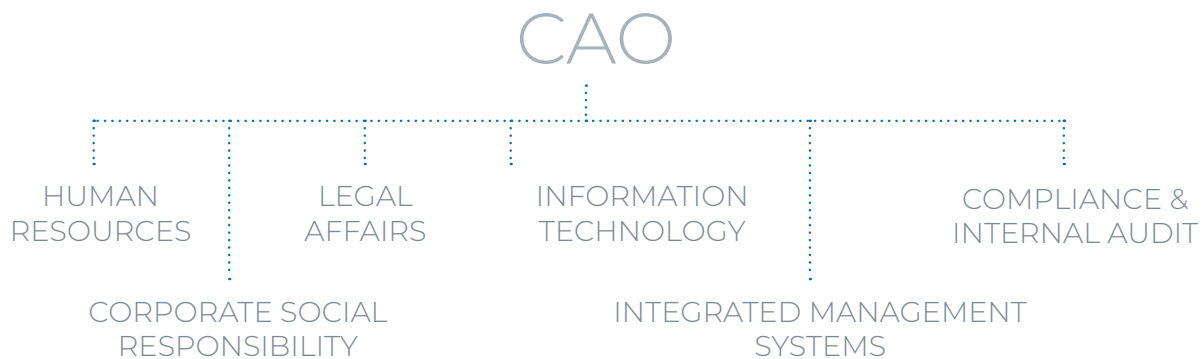 CAO
HUMAN
RESOURCES
LEGAL
AFFAIRS
INFORMATION
TECHNOLOGY
COMPLIANCE &
INTERNAL AUDIT
CORPORATE SOCIAL
RESPONSIBILITY
INTEGRATED MANAGEMENT
SYSTEMS